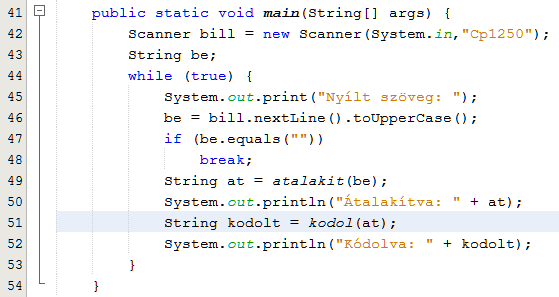 41 public static void main(String[] args) {
42 Scanner bill = new Scanner(System.in,"Cp1250");
43 String be;
44 while (true) {
45 System.out.print("Nyílt szöveg: ");
46 be = bill.nextLine().toUpperCase();
47 if (be.equals(""))
48 break;
49 String at = atalakit(be);
50 System.out.println("Átalakítva: " + at);
51 String kodolt = kodol(at);
52 System.out.println("Kódolva: " + kodolt);
53 }
54 }